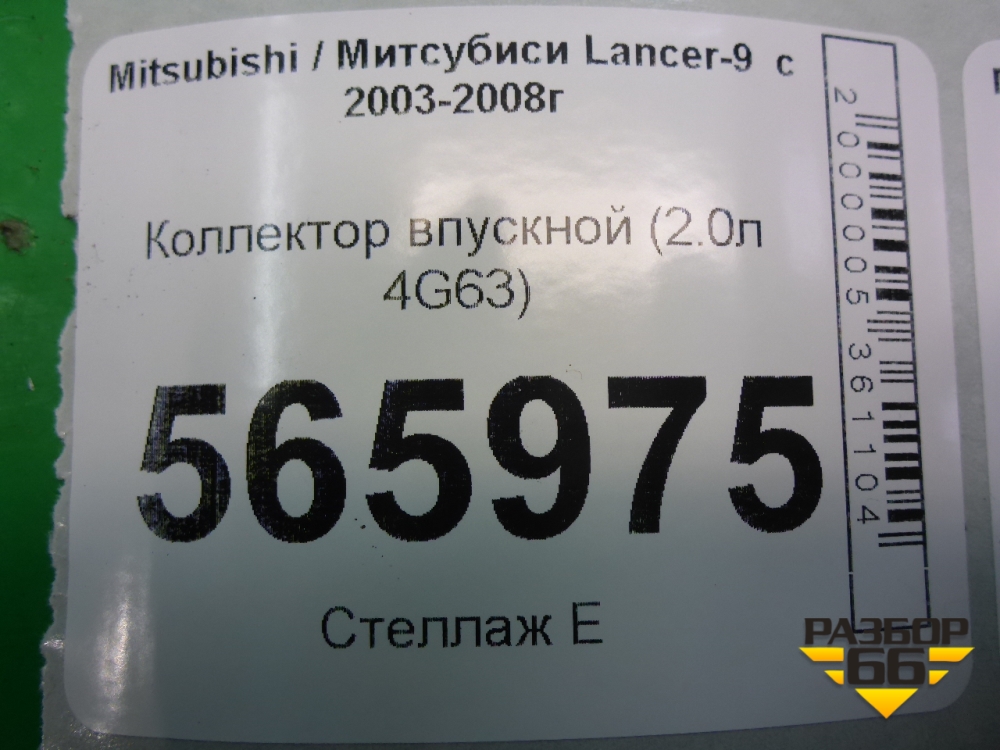 Mitsubishi / Митсубиси Lancer-9 с
2003-2008г
Коллектор впускной (2.0л
4G63)
565975
Стеллаж Е
2000005361104
РАЗБОР
66